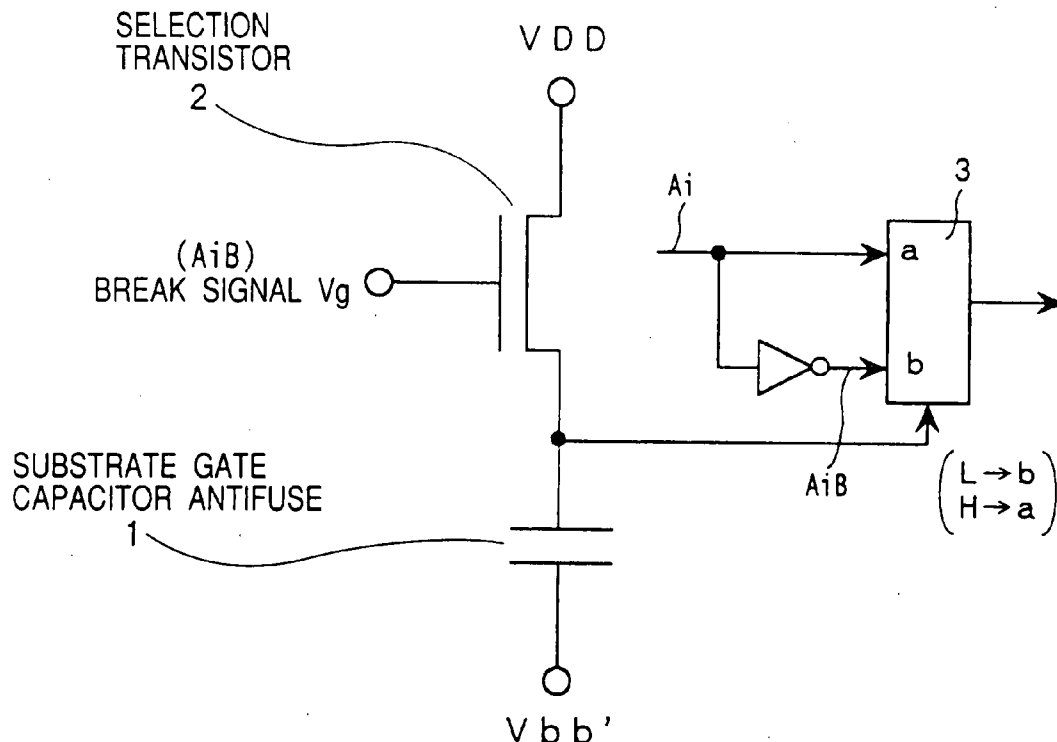 SELECTION
TRANSISTOR
2
VDD
Ai
3
a
(AiB)
BREAK SIGNAL Vg
b
AiB
SUBSTRATE GATE
CAPACITOR ANTIFUSE
1
L→b
H→a
Vbb'